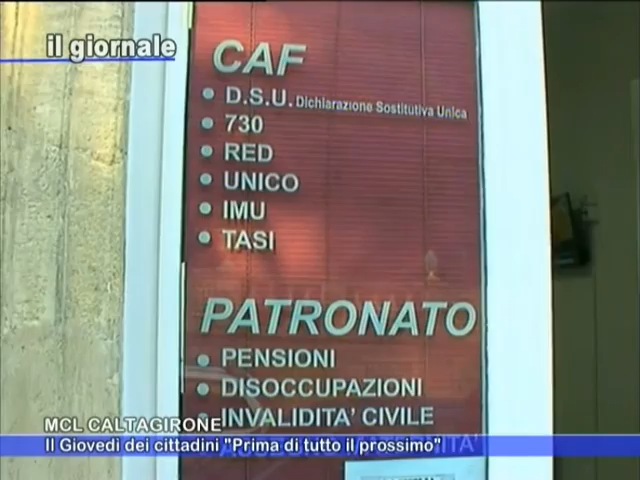 il giornale
CAF
D.S.U. Dichiarazione Sostitutiva Unica
730
RED
UNICO
IMU
TASI
PATRONATO
PENSIONI
DISOCCUPAZIONI
INVALIDITA' CIVILE
MCL CALTAGIRONE
Il Giovedì dei cittadini "Prima di tutto il prossimo"